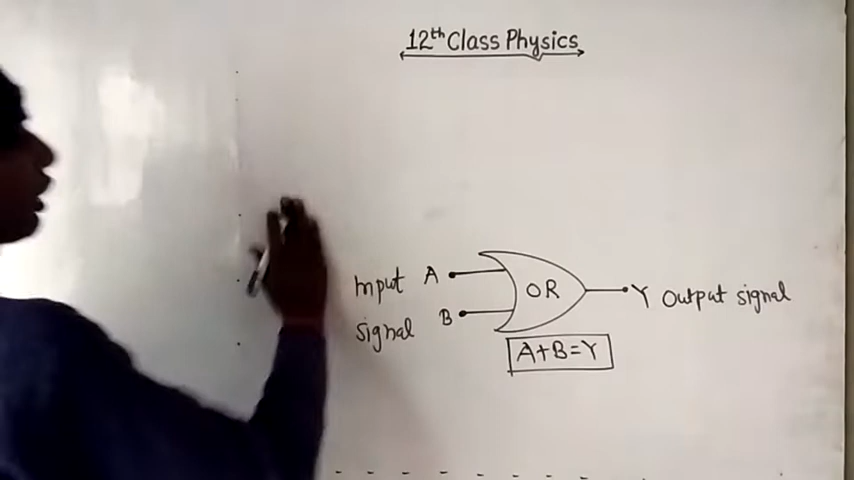 12th Class Physics
Input A
signal B
OR
Y Output signal
A+B=Y